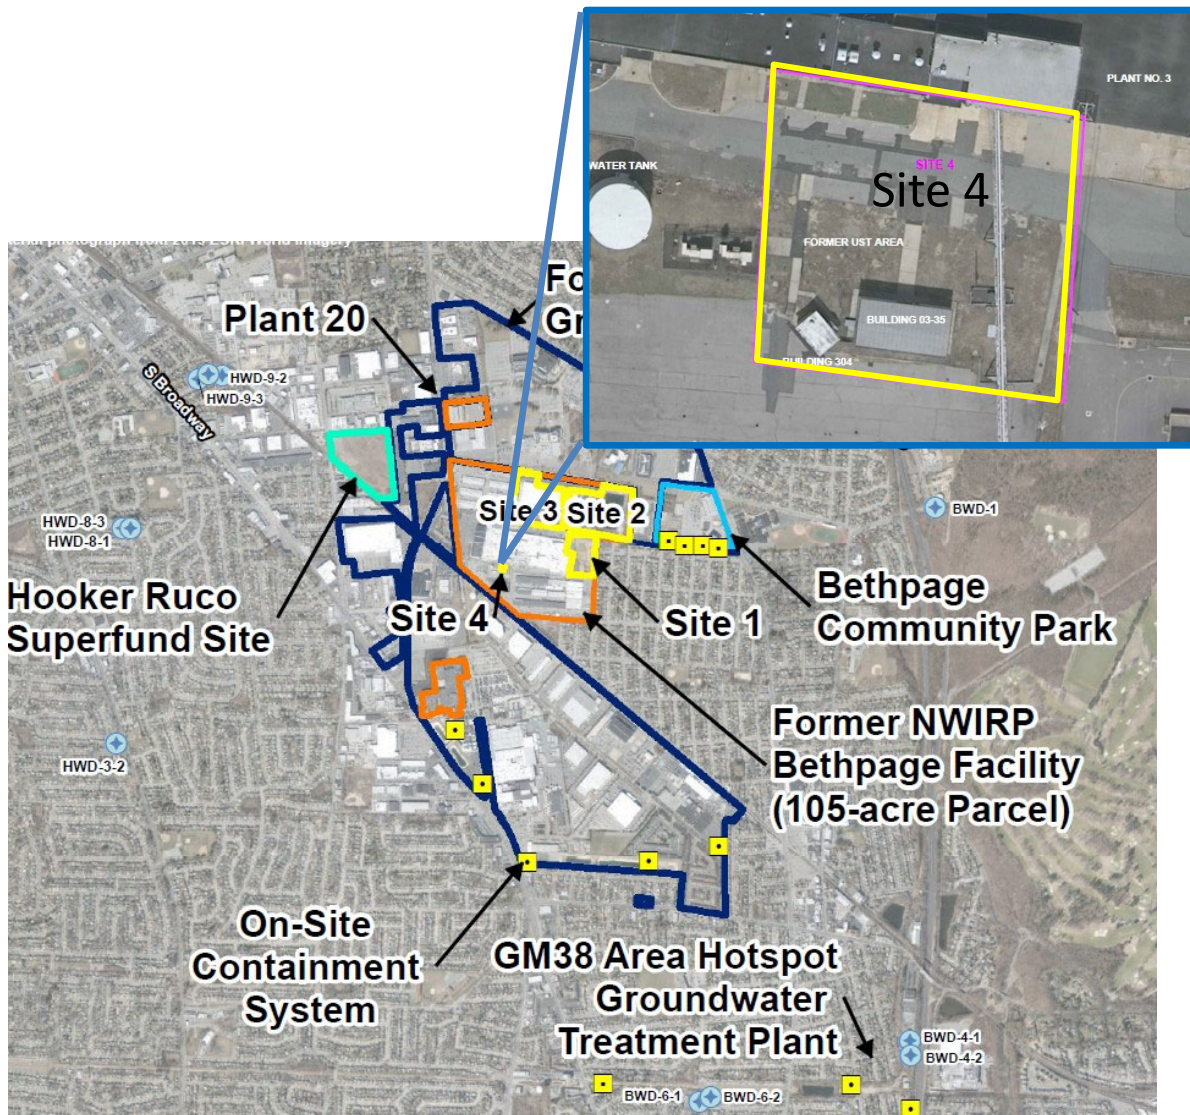 PLANT NO. 3
WATER TANK
SITE 4
Site 4
FORMER UST AREA
BUILDING 03-35
BUILDING 304
Plant 20
HWD-9-2
HWD-9-3
S Broadway
Site 3
Site 2
BWD-1
HWD-8-3
HWD-8-1
Hooker Ruco
Superfund Site
Site 4
Site 1
Bethpage
Community Park
HWD-3-2
Former NWIRP
Bethpage Facility
(105-acre Parcel)
On-Site
Containment
System
GM38 Area Hotspot
Groundwater
Treatment Plant
BWD-4-1
BWD-4-2
BWD-6-1
BWD-6-2